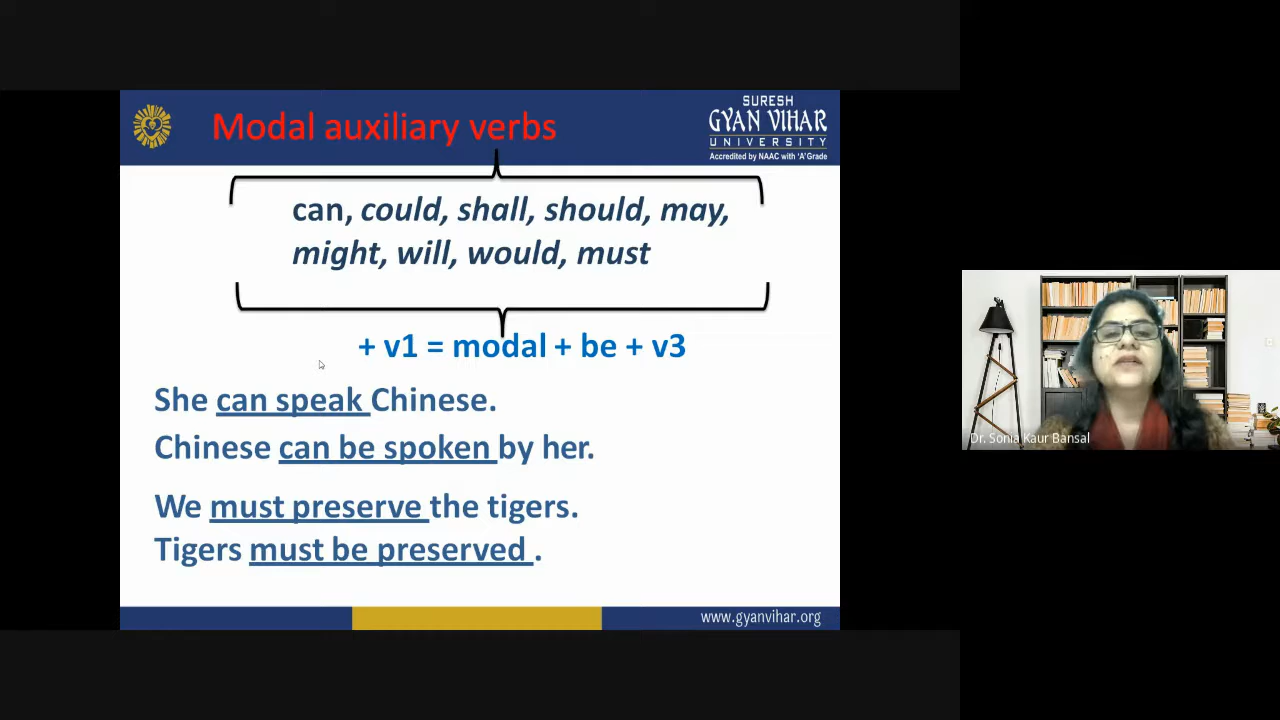 Modal auxiliary verbs
SURESH
GYAN VIHAR
UNIVERSITY
Accredited by NAAC with 'A' Grade
can, could, shall, should, may,
might, will, would, must
+ v1 = modal + be + v3
She can speak Chinese.
Chinese can be spoken by her.
We must preserve the tigers.
Tigers must be preserved .
www.gyanvihar.org
Dr. Sonia Kaur Bansal